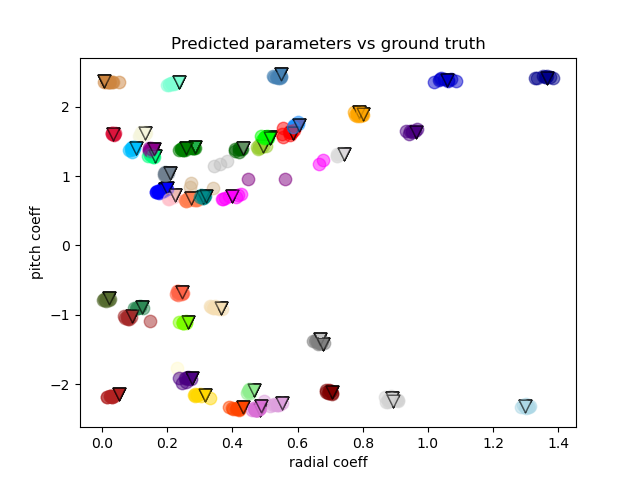 Predicted parameters vs ground truth
pitch coeff
2
1
0
−1
−2
0.0 0.2 0.4 0.6 0.8 1.0 1.2 1.4
radial coeff